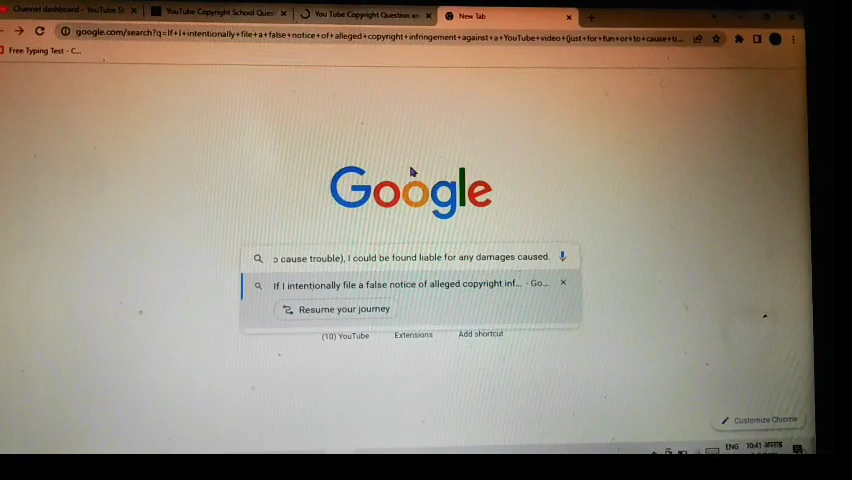 Channel dashboard - YouTube St
YouTube Copyright School Ques
You Tube Copyright Question an
New Tab
google.com/search?q=If+I+intentionally+file+a+false+notice+of+alleged+copyright+infringement+against+a+YouTube+video+(just+for+fun+or+to+cause+tr...
Free Typing Test - C...
Google
o cause trouble), I could be found liable for any damages caused.
If I intentionally file a false notice of alleged copyright inf... - Go...
Resume your journey
(10) YouTube Extensions Add shortcut
Customize Chrome
ENG 10:41